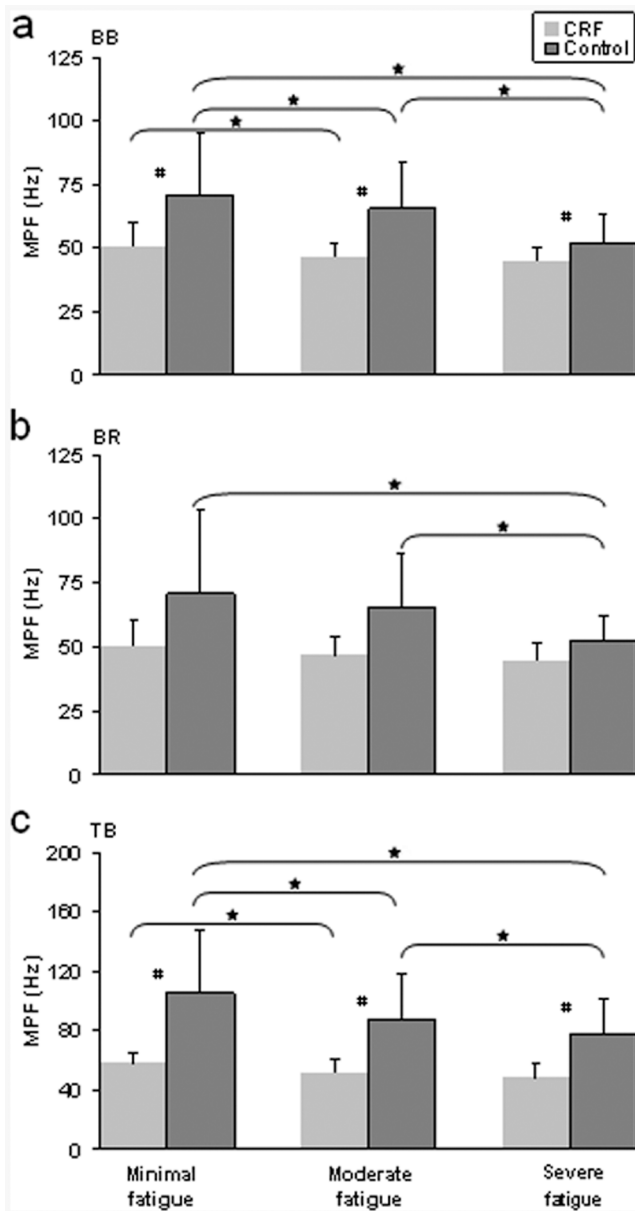 a
BB
CRF
Control
125
100
75
50
25
0
MPF (Hz)
★
★
★
★
#
#
#
b
BR
125
100
75
50
25
0
MPF (Hz)
★
★
c
TB
200
160
120
80
40
0
MPF (Hz)
★
★
★
★
#
#
#
Minimal
fatigue
Moderate
fatigue
Severe
fatigue